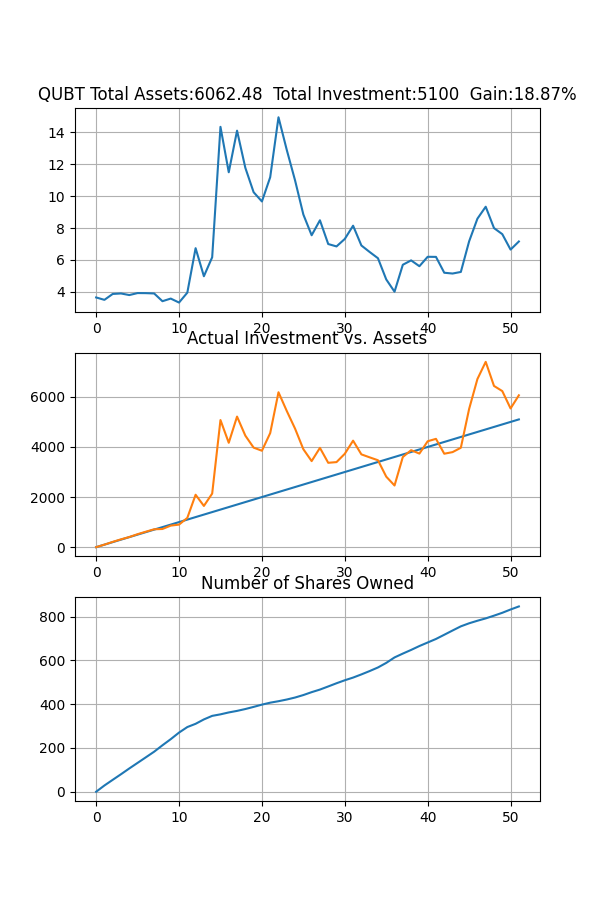 QUBT Total Assets:6062.48  Total Investment:5100  Gain:18.87%
14
12
10
8
6
4
0 10 20 30 40 50
Actual Investment vs. Assets
6000
4000
2000
0
0 10 20 30 40 50
Number of Shares Owned
800
600
400
200
0
0 10 20 30 40 50